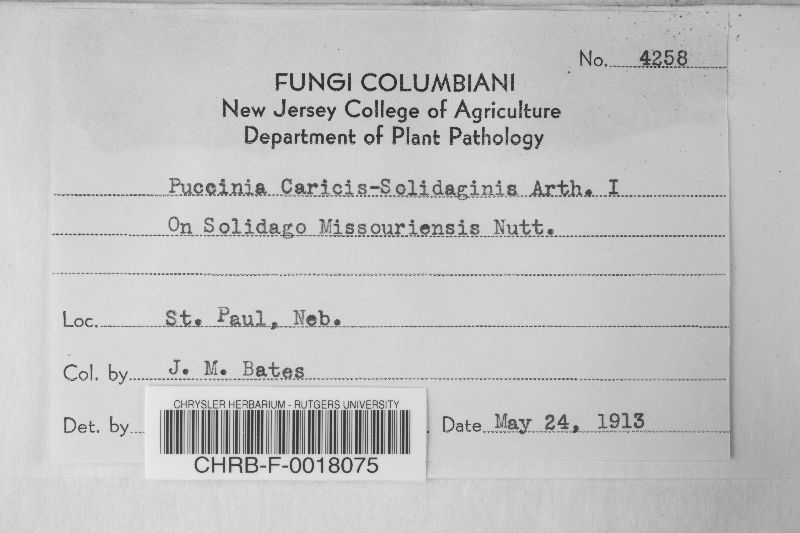 No. 4258
FUNGI COLUMBIANI
New Jersey College of Agriculture
Department of Plant Pathology
Puccinia Caricis-Solidaginis Arth. I
On Solidago Missouriensis Nutt.
Loc. St. Paul, Neb.
Col. by J. M. Bates
Det. by
Date May 24, 1913
CHRYSLER HERBARIUM - RUTGERS UNIVERSITY
CHRB-F-0018075